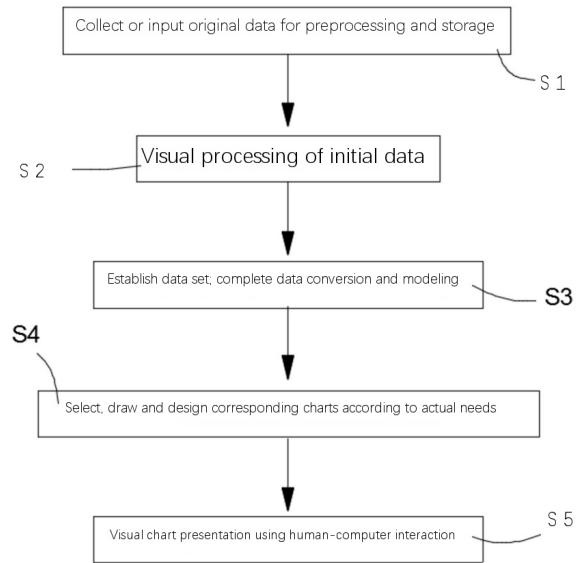 Collect or input original data for preprocessing and storage
S 1
Visual processing of initial data
S 2
Establish data set; complete data conversion and modeling
S3
S4
Select, draw and design corresponding charts according to actual needs
Visual chart presentation using human-computer interaction
S 5